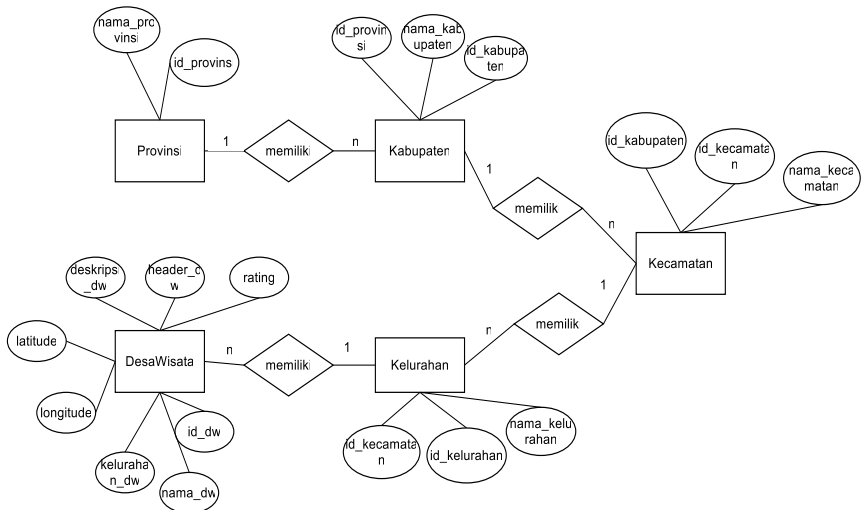 nama_pro
vinsi
id_provins
id_provin
si
nama_kab
upaten
id_kabupa
ten
Provinsi
1
memiliki
n
Kabupaten
id_kabupaten
id_kecamata
n
nama_keca
matan
1
memilik
n
Kecamatan
deskripsi
_dw
header_d
w
rating
1
memilik
n
latitude
DesaWisata
n
memiliki
1
Kelurahan
longitude
id_dw
keluraha
n_dw
nama_dw
id_kecamata
n
id_kelurahan
nama_kelu
rahan